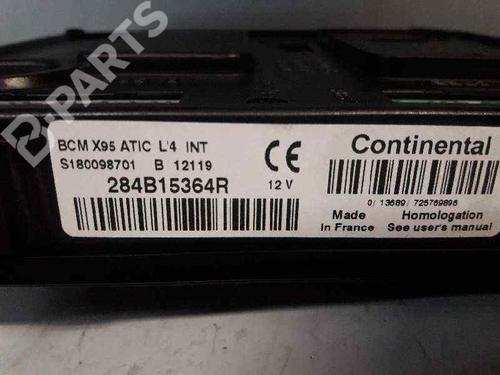 B-PARTS
BCM X95 ATIC L'4 INT
S180098701 B 12119
284B15364R
CE
12 V
Continental
0/ 13689/ 725769896
Made in France
Homologation See user's manual